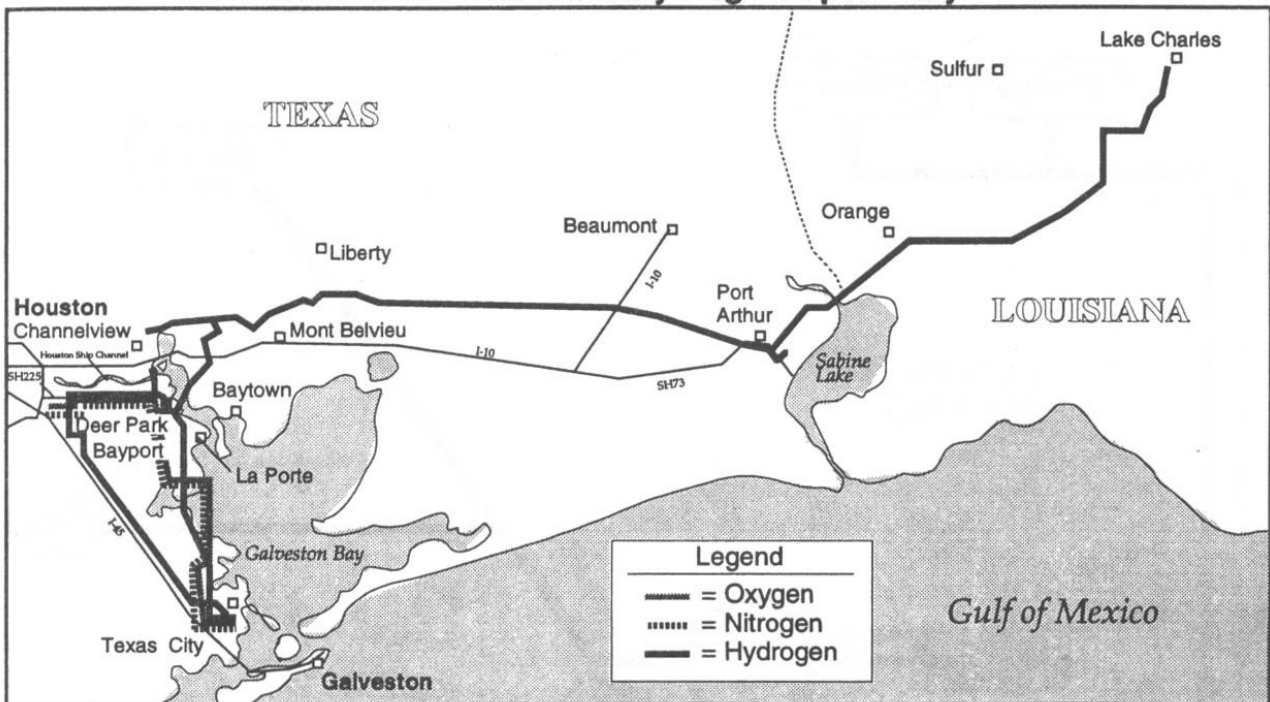 Lake Charles
Sulfur
TEXAS
Orange
Beaumont
Liberty
I-10
Port
Arthur
LOUISIANA
Houston
Channelview
Mont Belvieu
Houston Ship Channel
I-10
Sabine
Lake
SH225
SH73
Baytown
Deer Park
Bayport
La Porte
I-45
Galveston Bay
Legend
= Oxygen
= Nitrogen
= Hydrogen
Gulf of Mexico
Texas City
Galveston